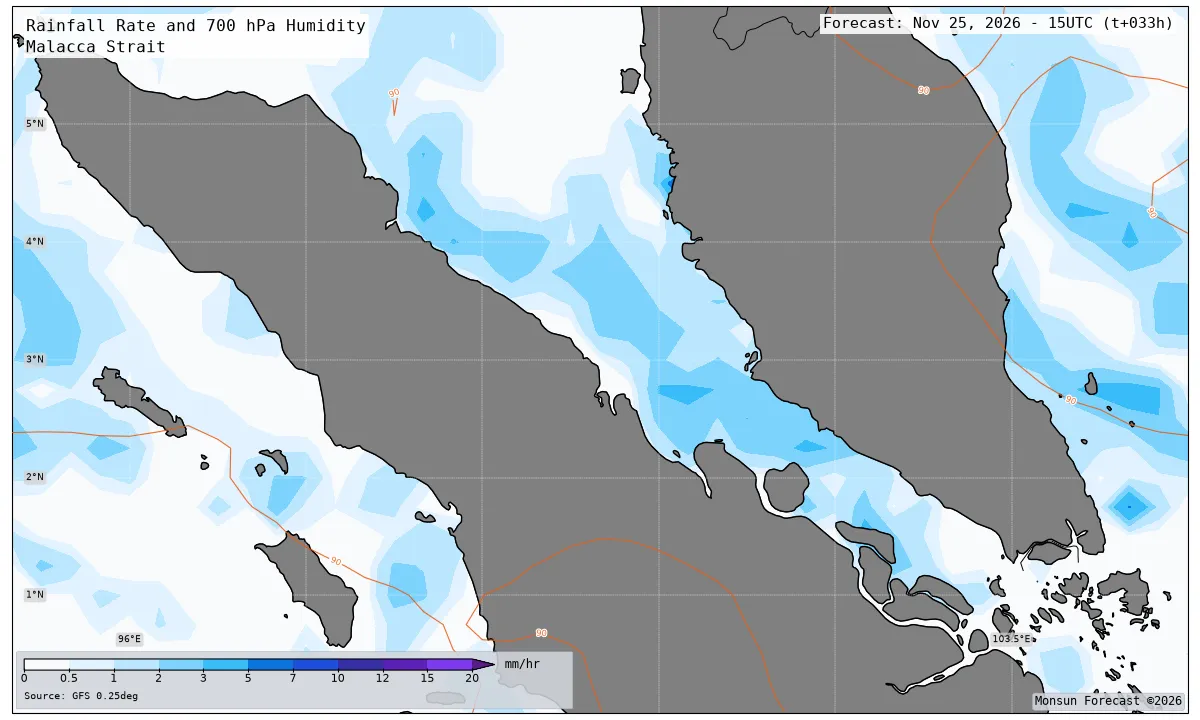 Rainfall Rate and 700 hPa Humidity
Malacca Strait
Forecast: Nov 25, 2026 - 15UTC (t+033h)
90
90
5°N
90
4°N
3°N
90
2°N
90
1°N
90
96°E
103.5°E
mm/hr
0 0.5 1 2 3 5 7 10 12 15 20
Source: GFS 0.25deg
Monsun Forecast ©2026